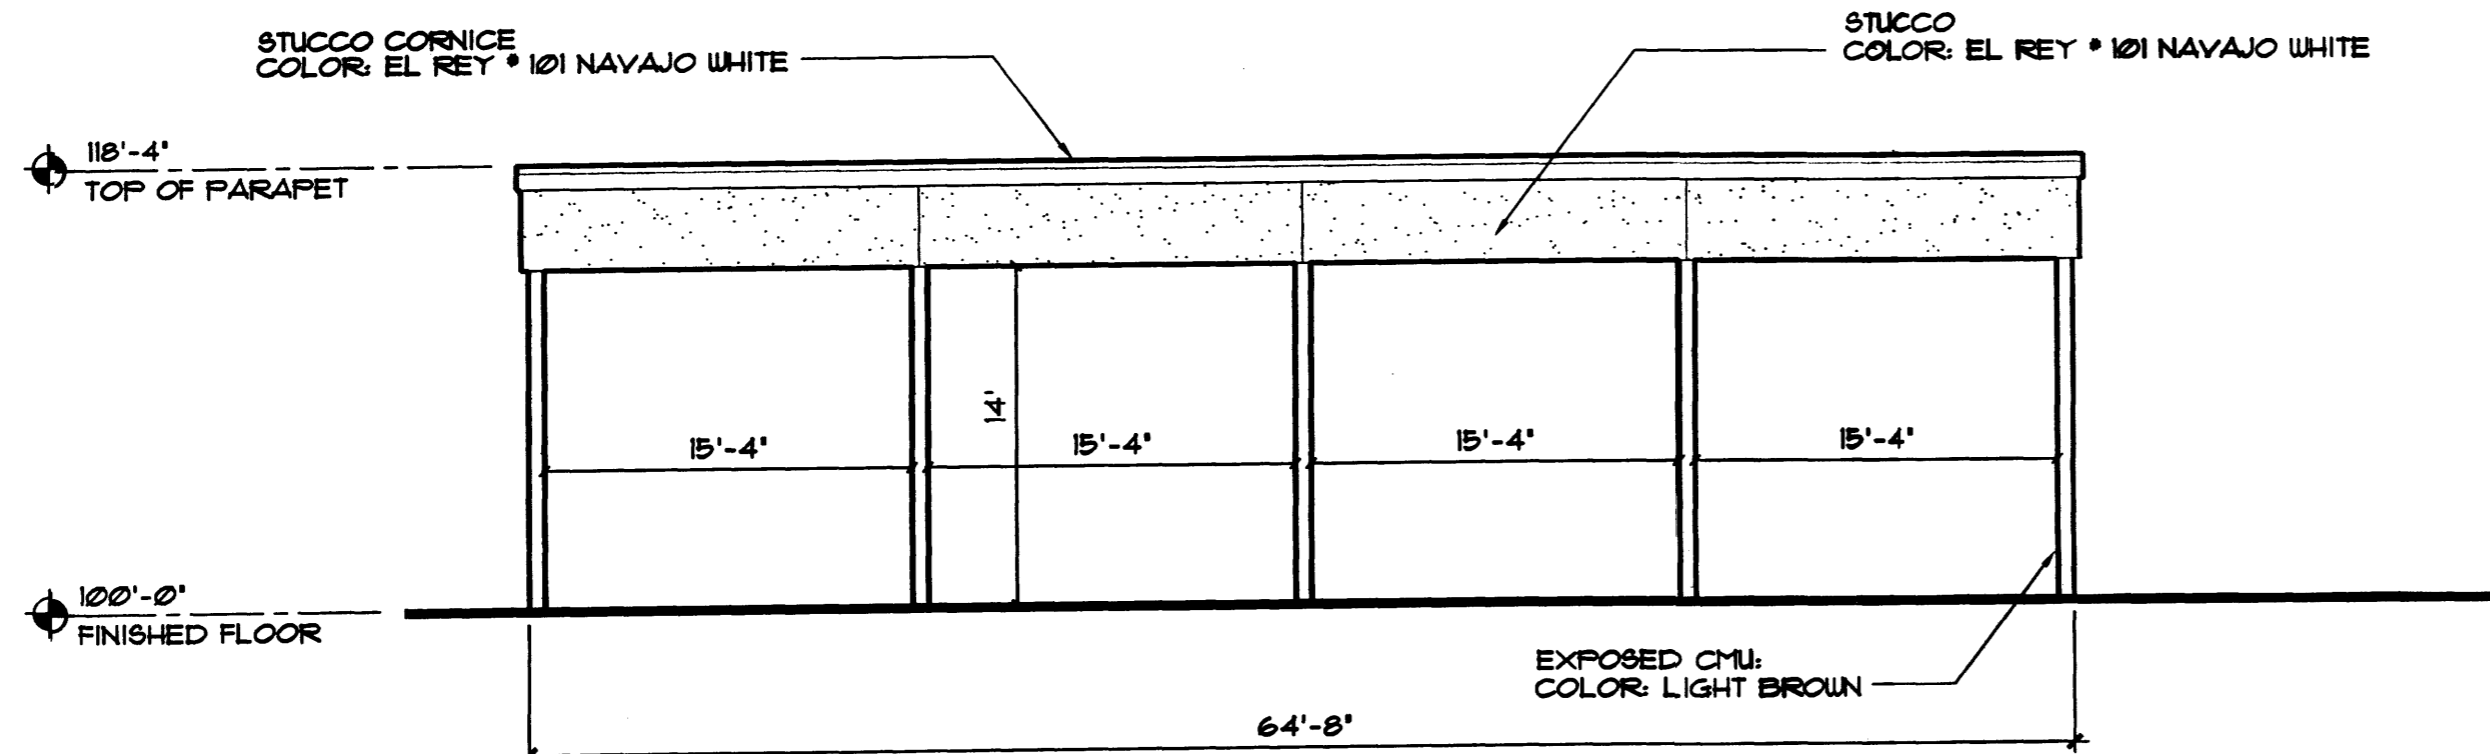 STUCCO CORNICE
COLOR: EL REY # 101 NAVAJO WHITE
STUCCO
COLOR: EL REY # 101 NAVAJO WHITE
118'-4"
TOP OF PARAPET
14'
15'-4"
15'-4"
15'-4"
15'-4"
100'-0"
FINISHED FLOOR
EXPOSED CMU:
COLOR: LIGHT BROWN
64'-8"